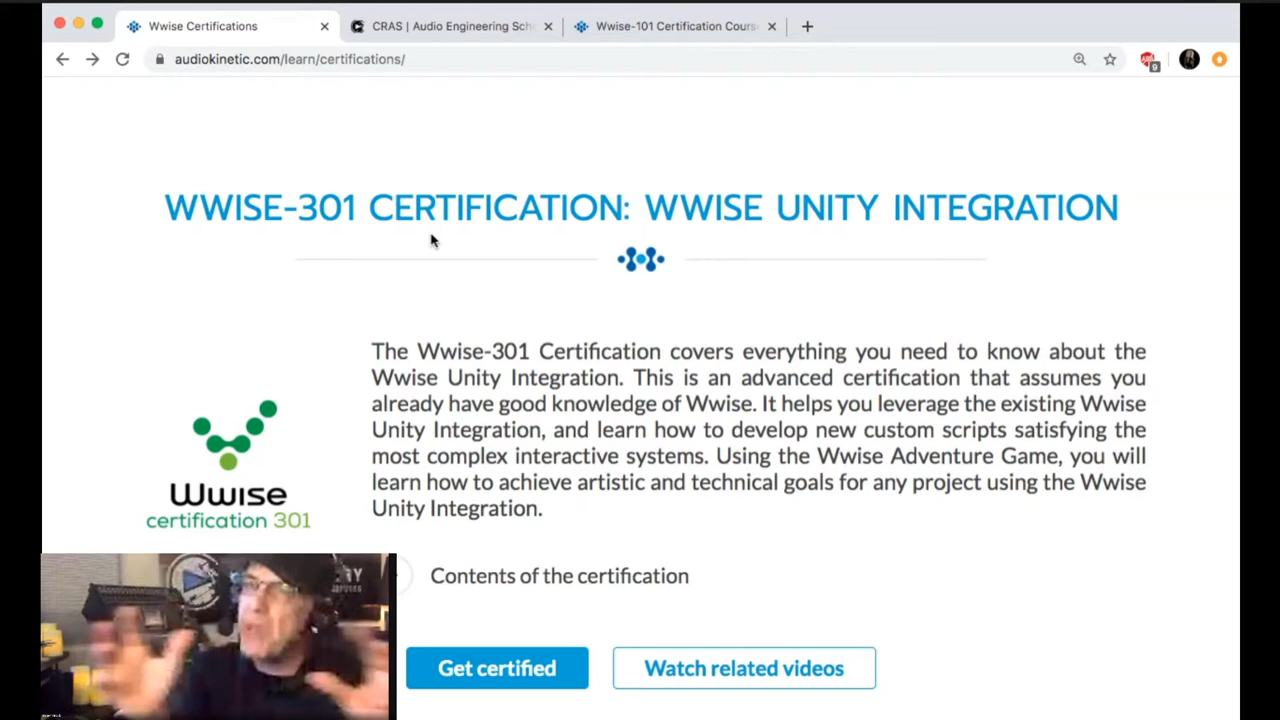 Wwise Certifications
CRAS | Audio Engineering Scho
Wwise-101 Certification Course
audiokinetic.com/learn/certifications/
9
WWISE-301 CERTIFICATION: WWISE UNITY INTEGRATION
The Wwise-301 Certification covers everything you need to know about the
Wwise Unity Integration. This is an advanced certification that assumes you
already have good knowledge of Wwise. It helps you leverage the existing Wwise
Unity Integration, and learn how to develop new custom scripts satisfying the
most complex interactive systems. Using the Wwise Adventure Game, you will
learn how to achieve artistic and technical goals for any project using the Wwise
Unity Integration.
Wwise
certification 301
Contents of the certification
Get certified
Watch related videos